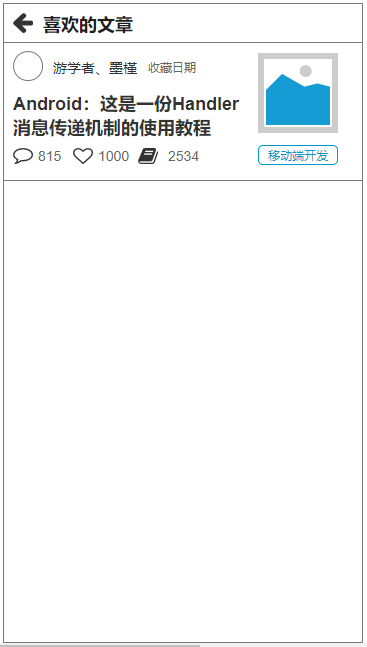 喜欢的文章
游学者、墨槿 收藏日期
Android：这是一份Handler
消息传递机制的使用教程
815 1000 2534
移动端开发